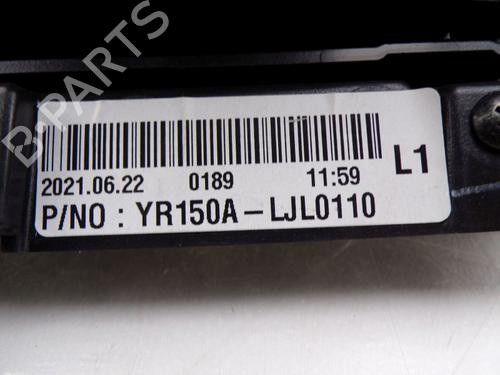 B-PARTS
L1
2021.06.22 0189 11:59
P/NO : YR150A-LJL0110